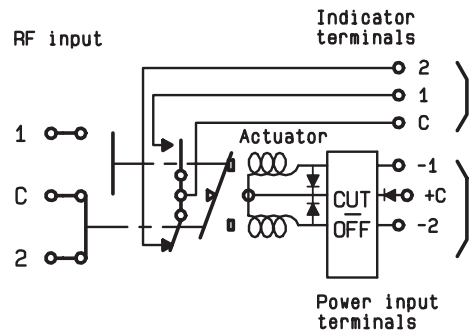 Indicator
terminals
RF input
2
1
C
1
Actuator
-1
C
CUT
OFF
+C
-2
2
Power input
terminals